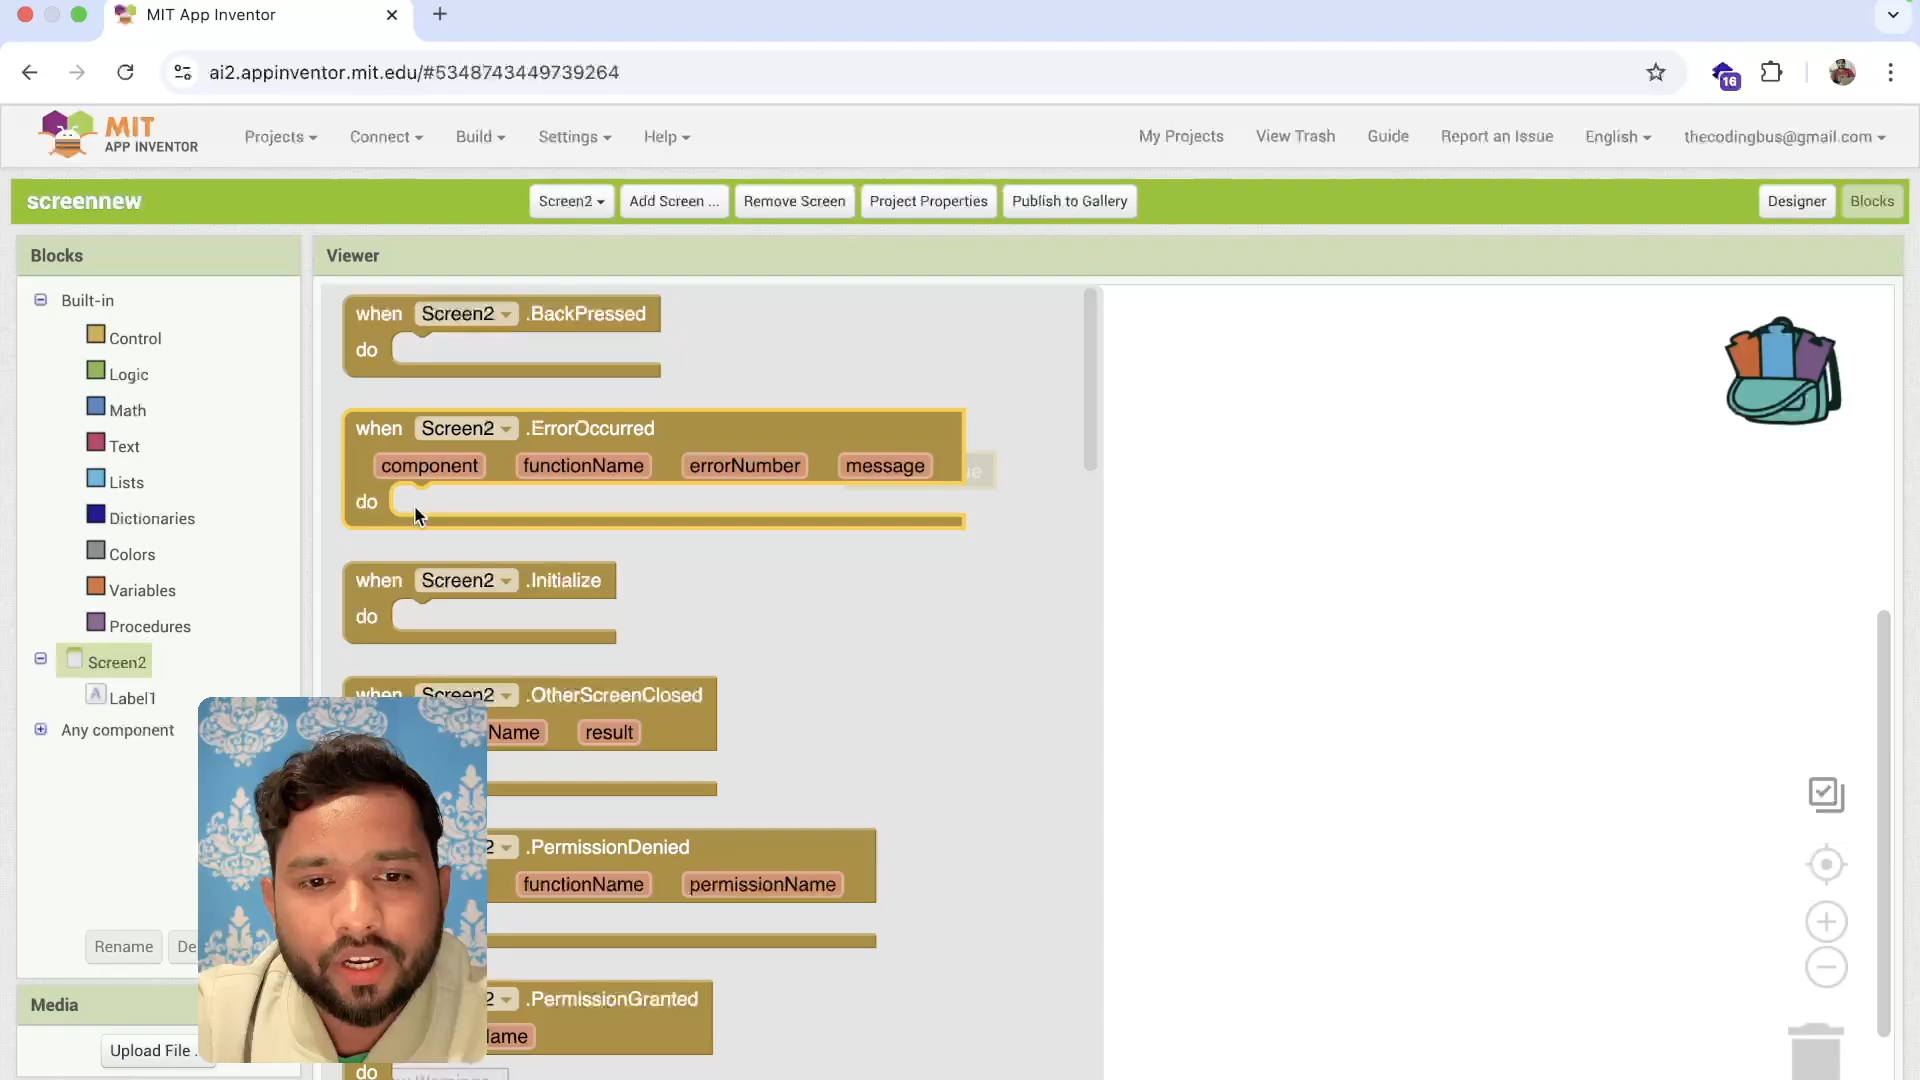 MIT App Inventor
ai2.appinventor.mit.edu/#5348743449739264
16
MIT
APP INVENTOR
Projects
Connect
Build
Settings
Help
My Projects
View Trash
Guide
Report an Issue
English
thecodingbus@gmail.com
screennew
Screen2
Add Screen ...
Remove Screen
Project Properties
Publish to Gallery
Designer
Blocks
Blocks
Built-in
Control
Logic
Math
Text
Lists
Dictionaries
Colors
Variables
Procedures
Screen2
Label1
Any component
Rename
De
Media
Upload File .
Viewer
when Screen2 .BackPressed
do
when Screen2 .ErrorOccurred
component functionName errorNumber message
do
when Screen2 .Initialize
do
when Screen2 .OtherScreenClosed
Name result
2 .PermissionDenied
functionName permissionName
2 .PermissionGranted
ame
do